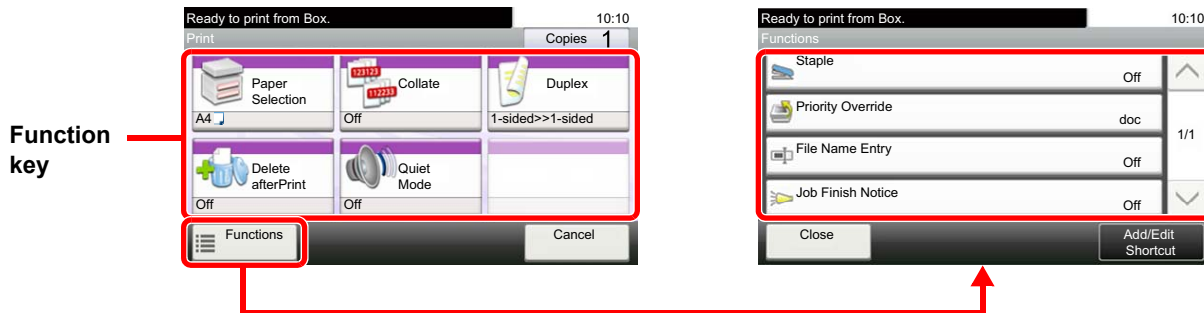 Ready to print from Box. 10:10
Print Copies 1
Paper
Selection
A4
123123
112233
Collate
Off
Duplex
1-sided>>1-sided
Function
key
Delete
afterPrint
Off
Quiet
Mode
Off
Functions
Cancel
Ready to print from Box. 10:10
Functions
Staple
Off
Priority Override
doc
File Name Entry
Off
Job Finish Notice
Off
1/1
Close
Add/Edit
Shortcut